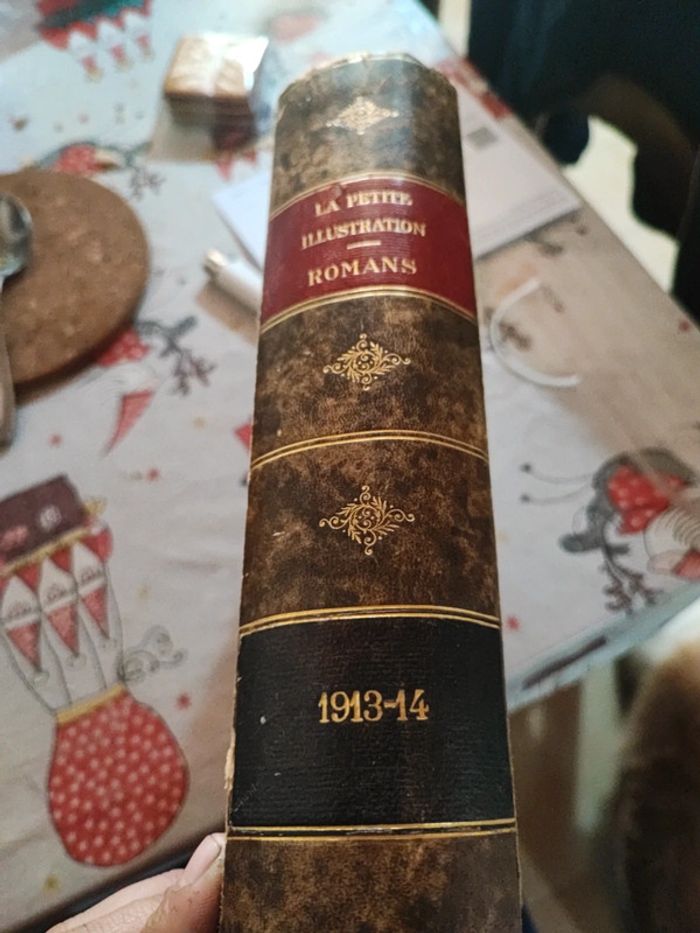 LA PETITE
ILLUSTRATION
ROMANS
1913-14